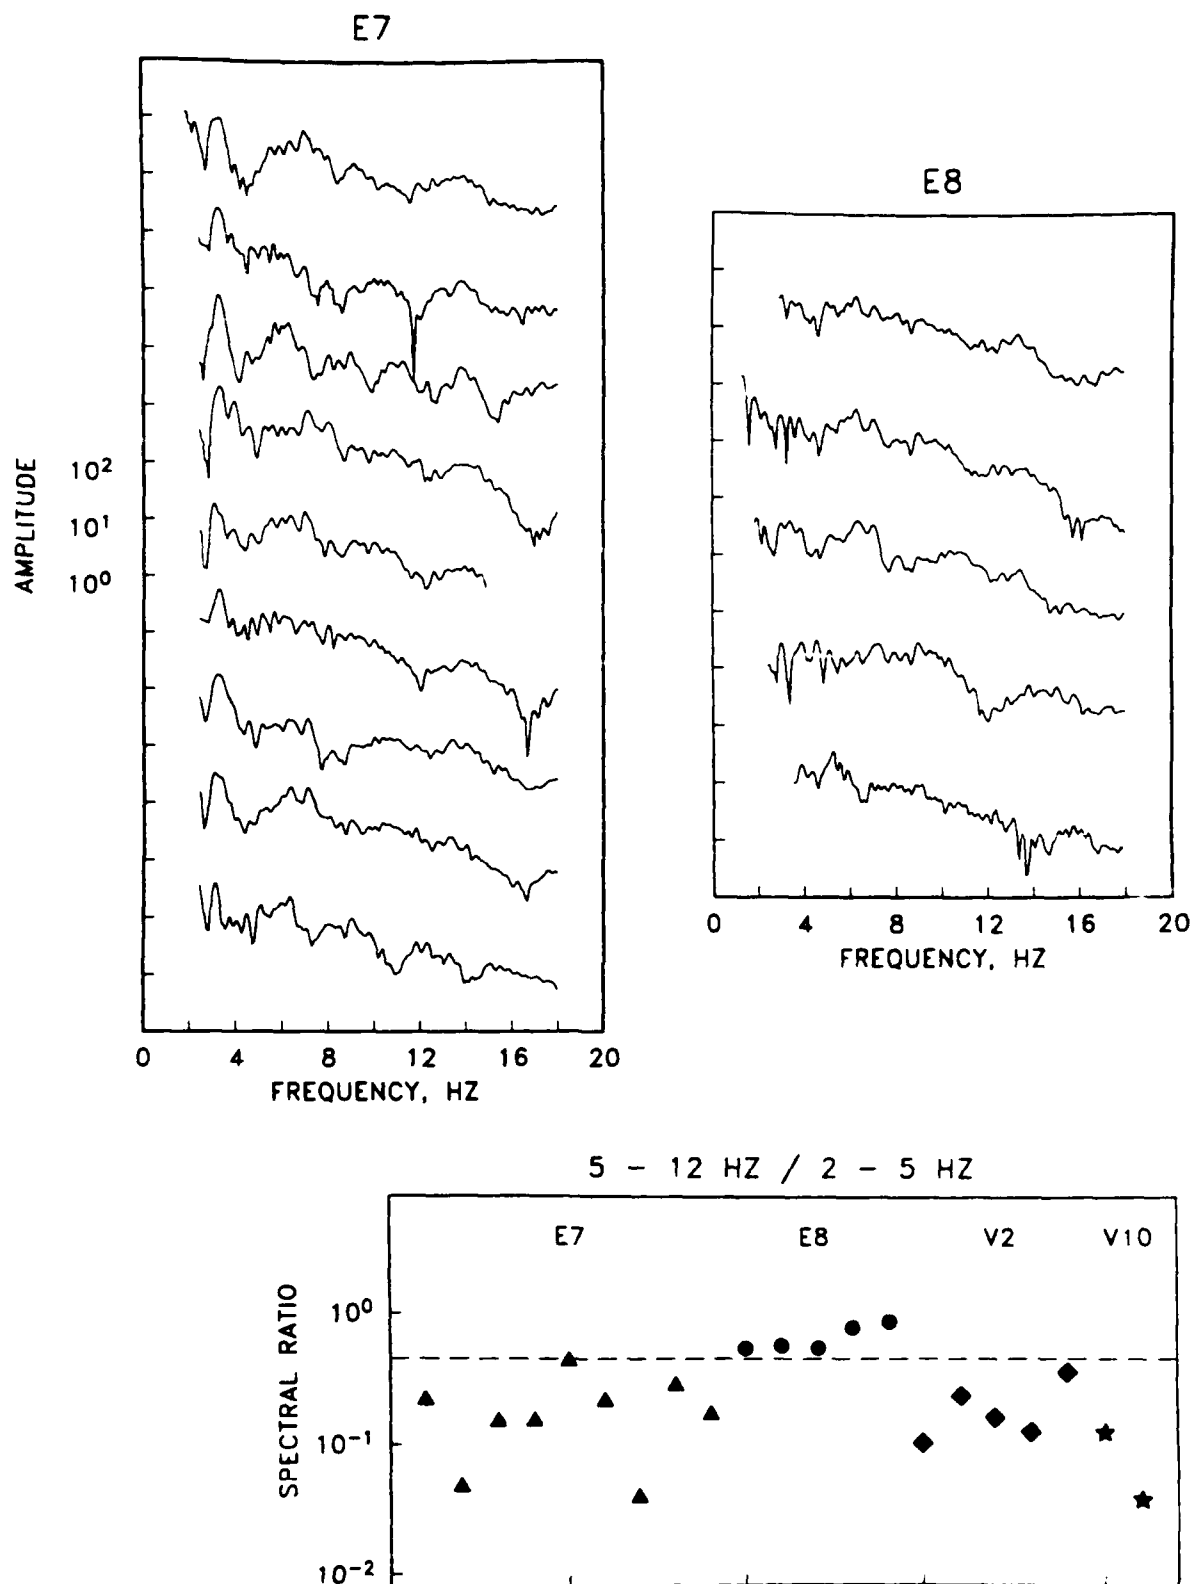 E7
E8
AMPLITUDE
10²
10¹
10⁰
0 4 8 12 16 20
FREQUENCY, HZ
0 4 8 12 16 20
FREQUENCY, HZ
5 – 12 HZ / 2 – 5 HZ
E7 E8 V2 V10
SPECTRAL RATIO
10⁰
10⁻¹
10⁻²